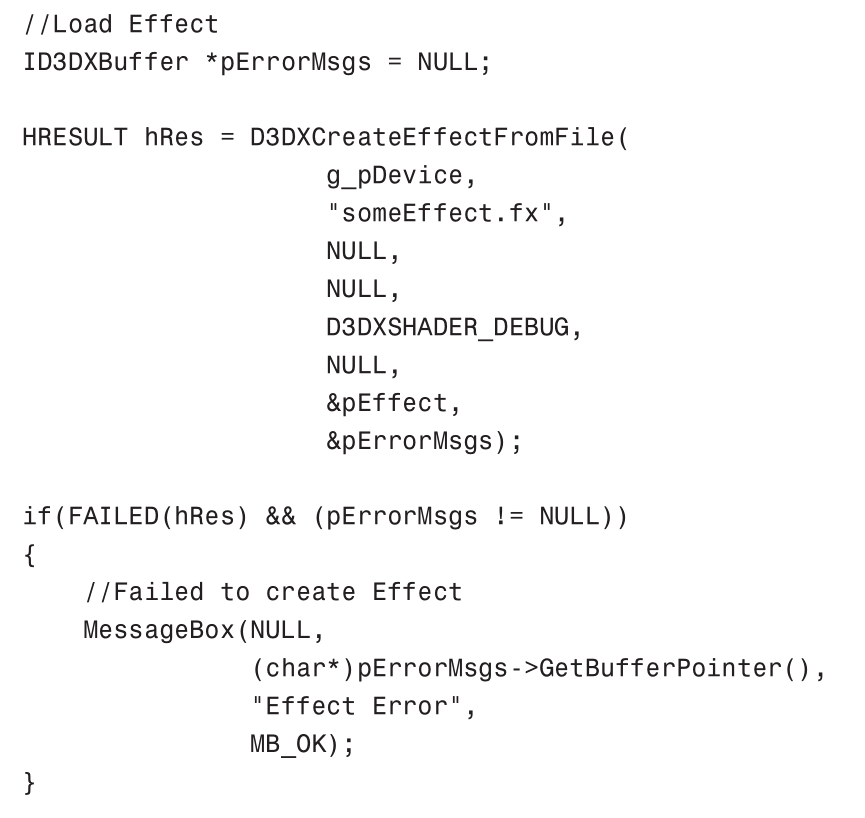 //Load Effect
ID3DXBuffer *pErrorMsgs = NULL;

HRESULT hRes = D3DXCreateEffectFromFile(
                    g_pDevice,
                    "someEffect.fx",
                    NULL,
                    NULL,
                    D3DXSHADER_DEBUG,
                    NULL,
                    &pEffect,
                    &pErrorMsgs);

if(FAILED(hRes) && (pErrorMsgs != NULL))
{
    //Failed to create Effect
    MessageBox(NULL,
               (char*)pErrorMsgs->GetBufferPointer(),
               "Effect Error",
               MB_OK);
}